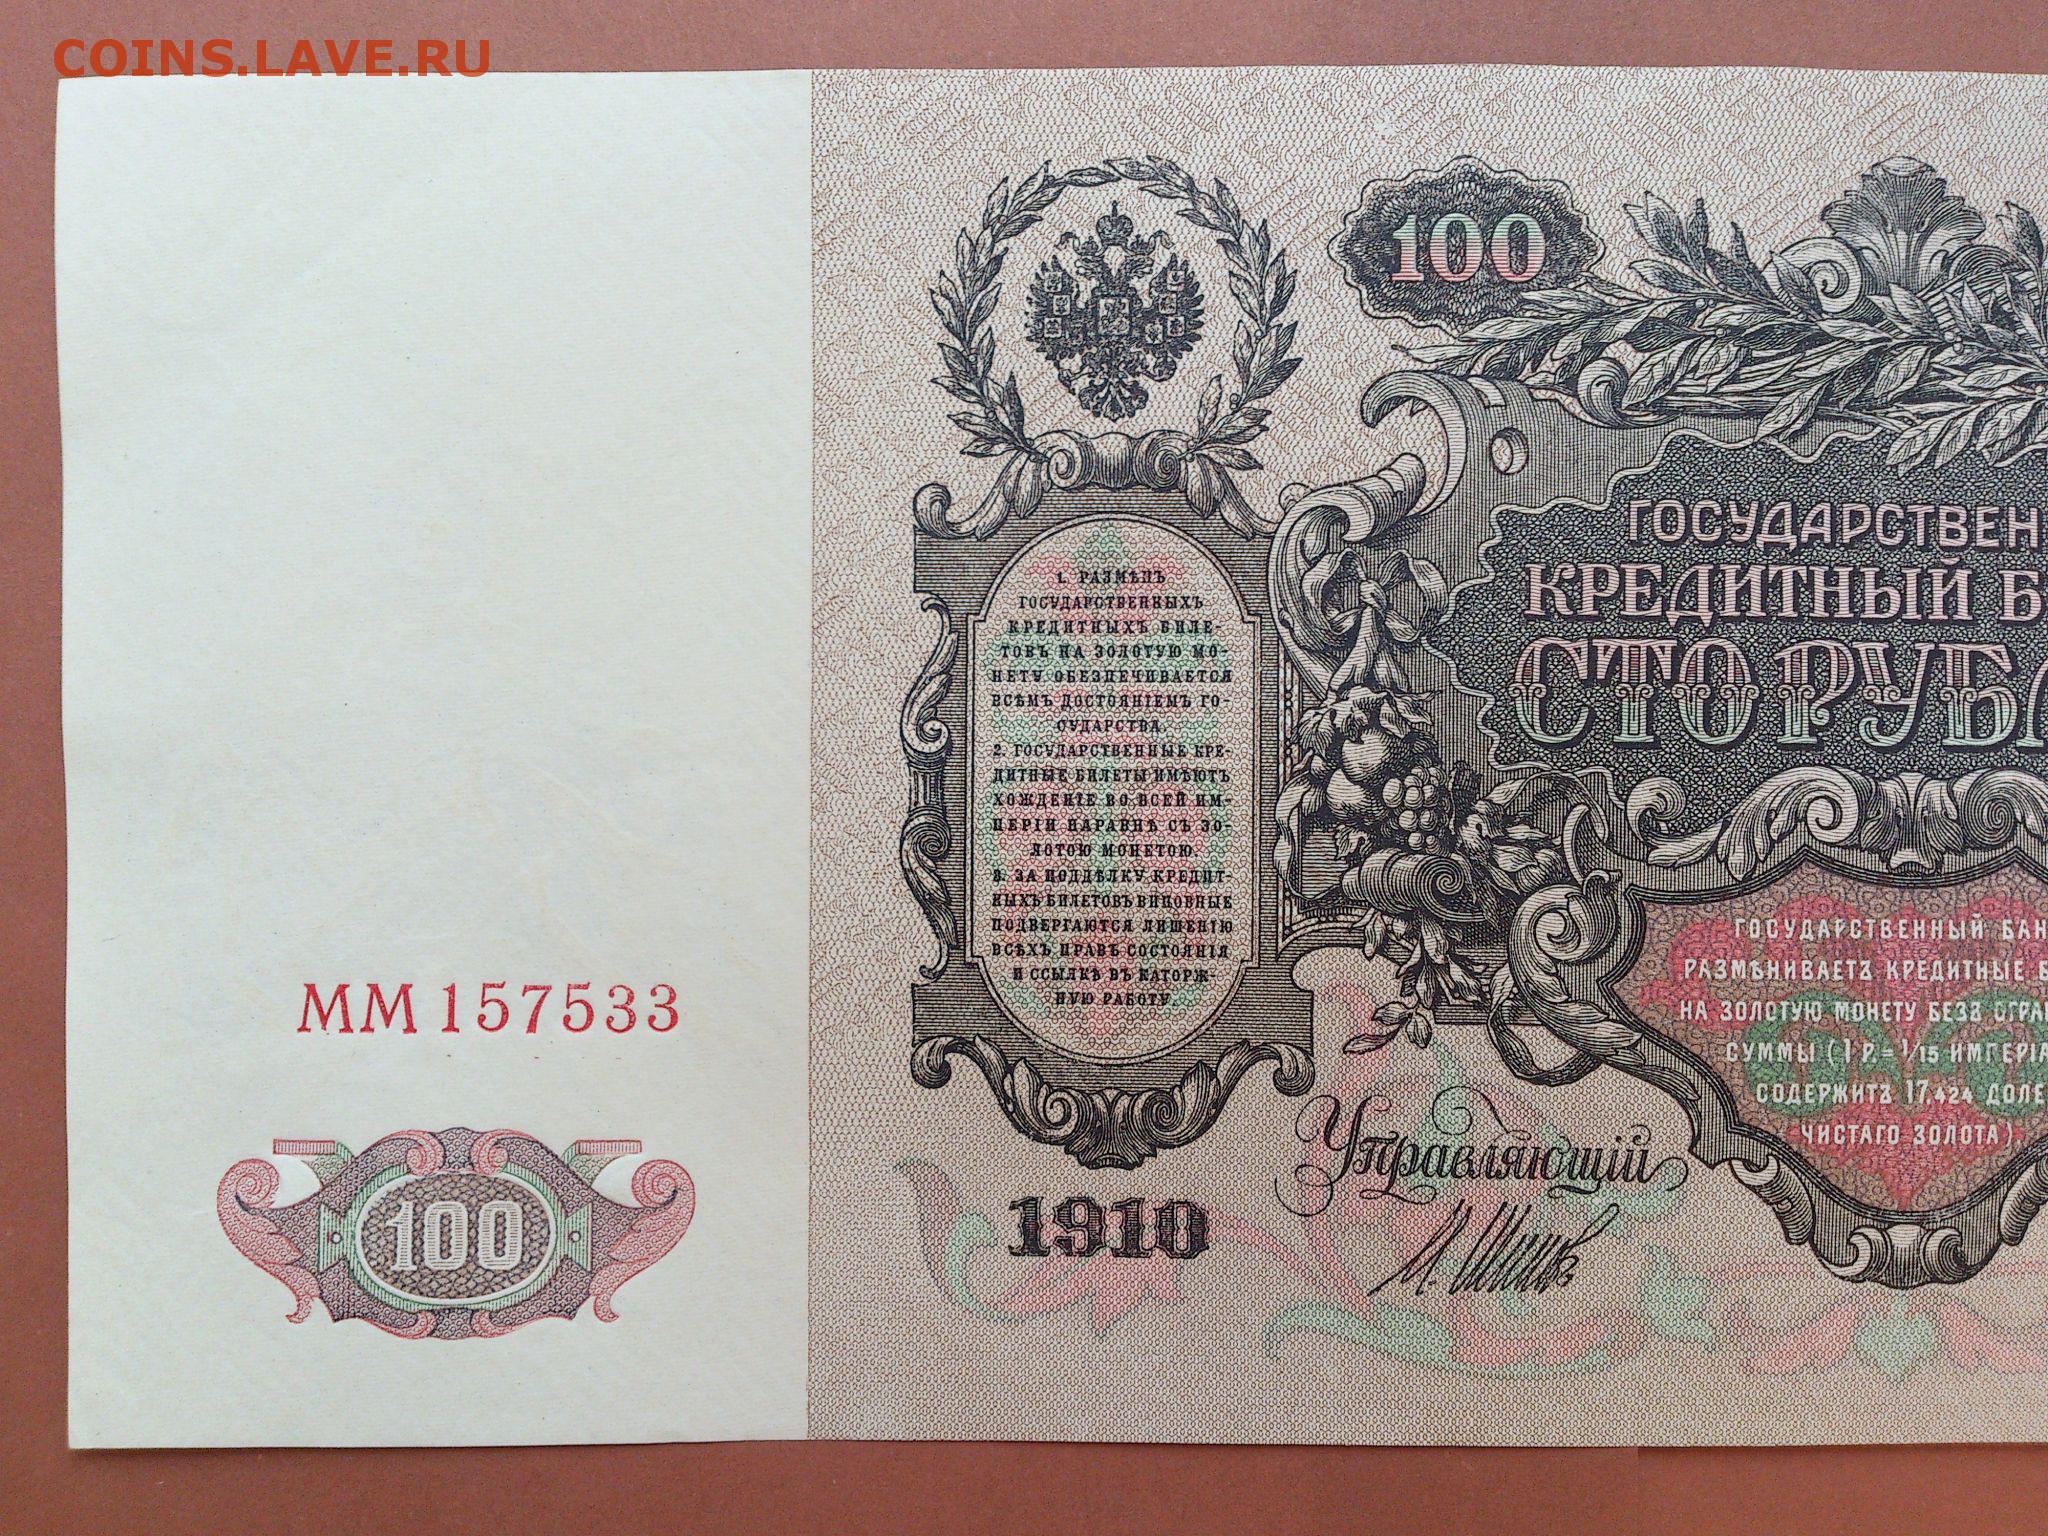 COINS.LAVE.RU
100
ГОСУДАРСТВЕН
КРЕДИТНЫЙ Б
СТО РУБЛ
1. РАЗМѢНЪ
ГОСУДАРСТВЕННЫХЪ
КРЕДИТНЫХЪ БИЛЕ-
ТОВЪ НА ЗОЛОТУЮ МО-
НЕТУ ОБЕЗПЕЧИВАЕТСЯ
ВСѢМЪ ДОСТОЯНІЕМЪ ГО-
СУДАРСТВА.
2. ГОСУДАРСТВЕННЫЕ КРЕ-
ДИТНЫЕ БИЛЕТЫ ИМѢЮТЪ
ХОЖДЕНІЕ ВО ВСЕЙ ИМ-
ПЕРІИ НАРАВНѢ СЪ ЗО-
ЛОТОЮ МОНЕТОЮ.
3. ЗА ПОДДѢЛКУ КРЕДИТ-
НЫХЪ БИЛЕТОВЪ ВИНОВНЫЕ
ПОДВЕРГАЮТСЯ ЛИШЕНІЮ
ВСѢХЪ ПРАВЪ СОСТОЯНІЯ
И ССЫЛКѢ ВЪ КАТОРЖ-
НУЮ РАБОТУ
ГОСУДАРСТВЕННЫЙ БАН
РАЗМѢНИВАЕТЪ КРЕДИТНЫЕ Б
НА ЗОЛОТУЮ МОНЕТУ БЕЗЪ ОГРАН
СУММЫ (1 Р. = 1/15 ИМПЕРІА
СОДЕРЖИТЪ 17,424 ДОЛЕ
ЧИСТАГО ЗОЛОТА).
ММ 157533
100
1910
Управляющій
И. Шипов